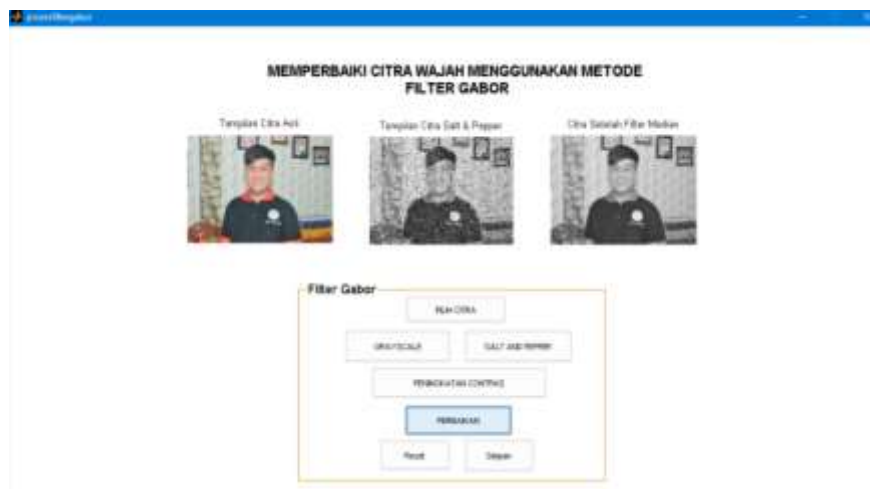 MEMPERBAIKI CITRA WAJAH MENGGUNAKAN METODE
FILTER GABOR
Tampilan Citra Asli
Tampilan Citra Salt & Pepper
Citra Setelah Filter Median
Filter Gabor
PILIH CITRA
GRAYSCALE
SALT AND PEPPER
PENINGKATAN CONTRAS
PERBAIKAN
Reset
Simpan